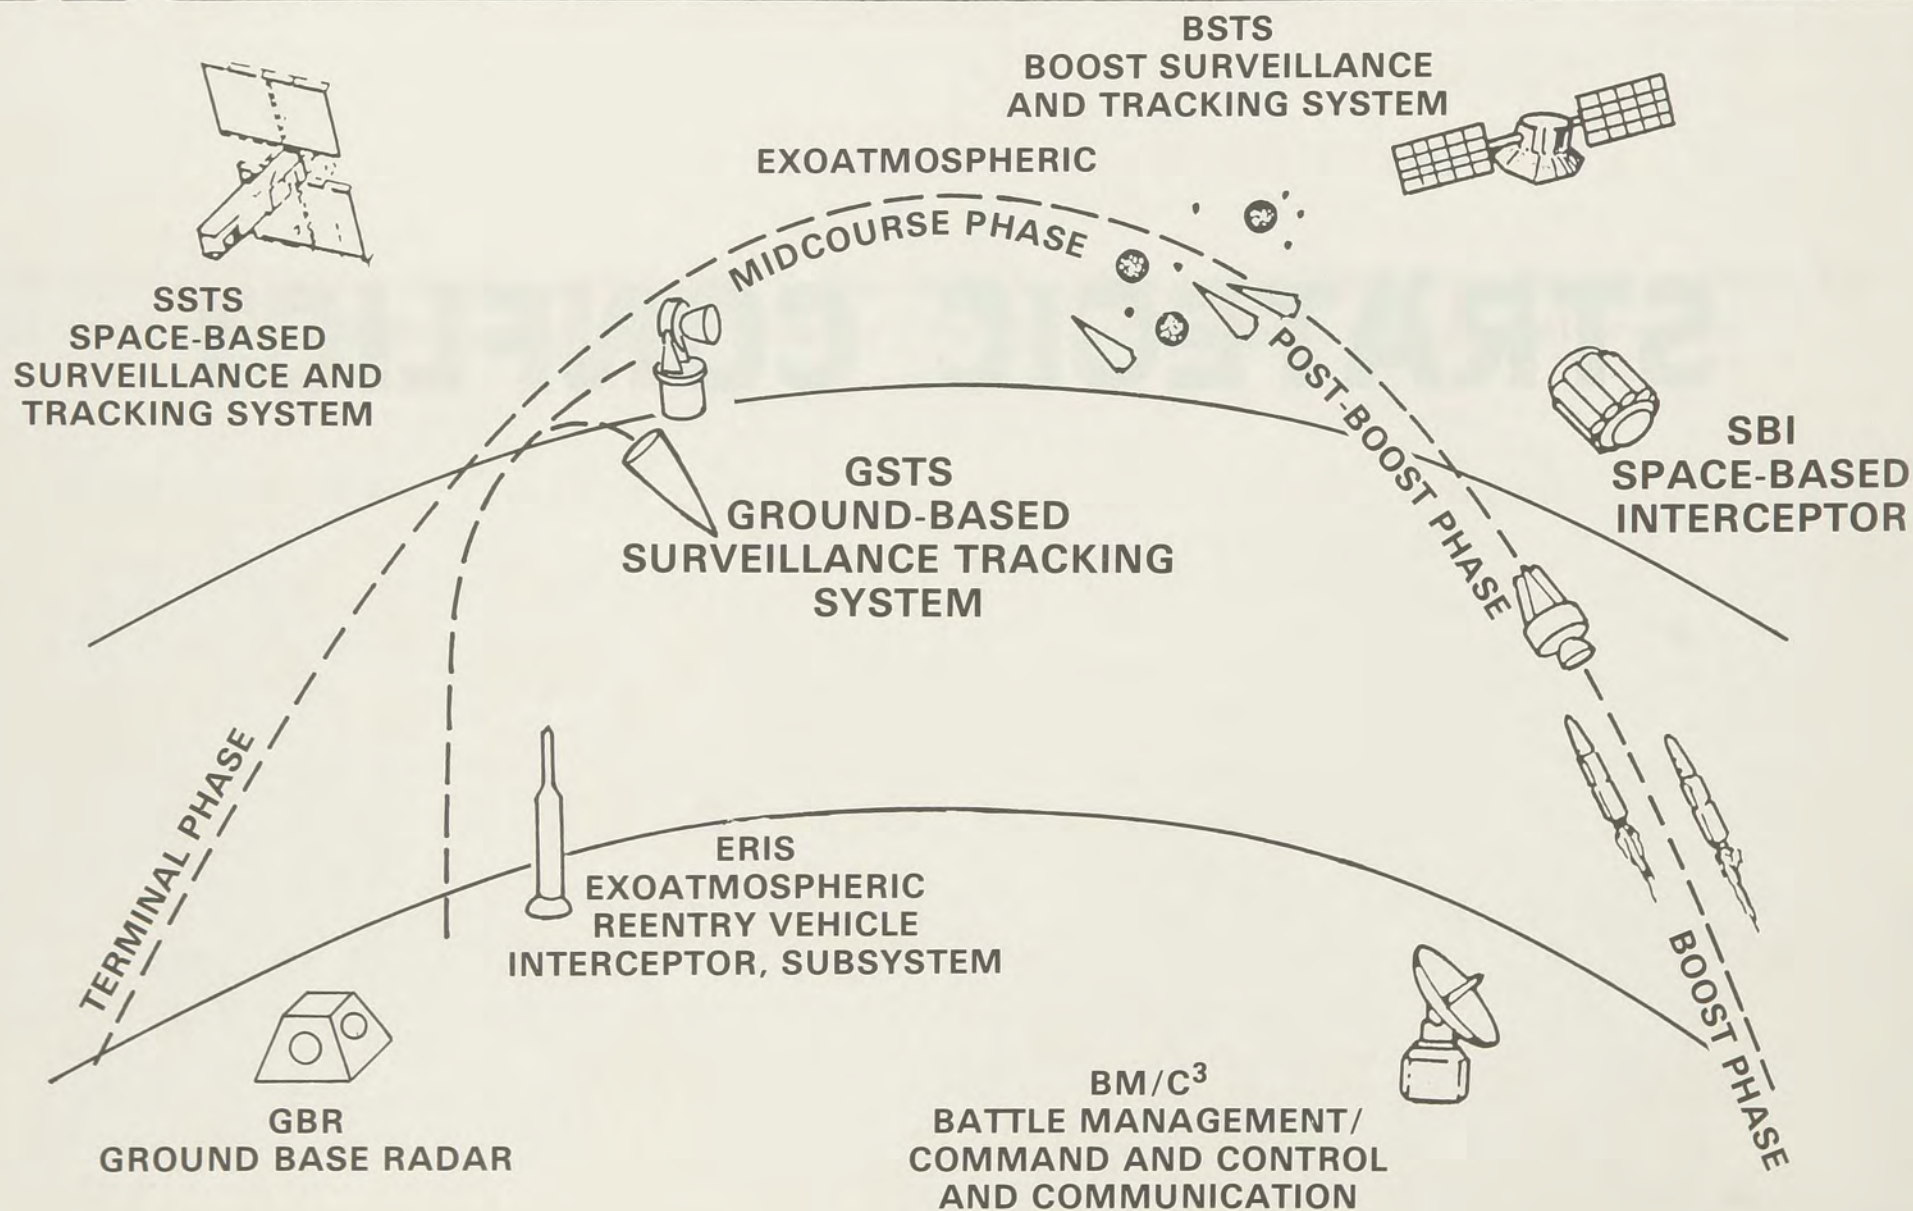 BSTS
BOOST SURVEILLANCE
AND TRACKING SYSTEM
EXOATMOSPHERIC
MIDCOURSE PHASE
SSTS
SPACE-BASED
SURVEILLANCE AND
TRACKING SYSTEM
POST-BOOST PHASE
SBI
SPACE-BASED
INTERCEPTOR
GSTS
GROUND-BASED
SURVEILLANCE TRACKING
SYSTEM
TERMINAL PHASE
ERIS
EXOATMOSPHERIC
REENTRY VEHICLE
INTERCEPTOR, SUBSYSTEM
BOOST PHASE
GBR
GROUND BASE RADAR
BM/C³
BATTLE MANAGEMENT/
COMMAND AND CONTROL
AND COMMUNICATION